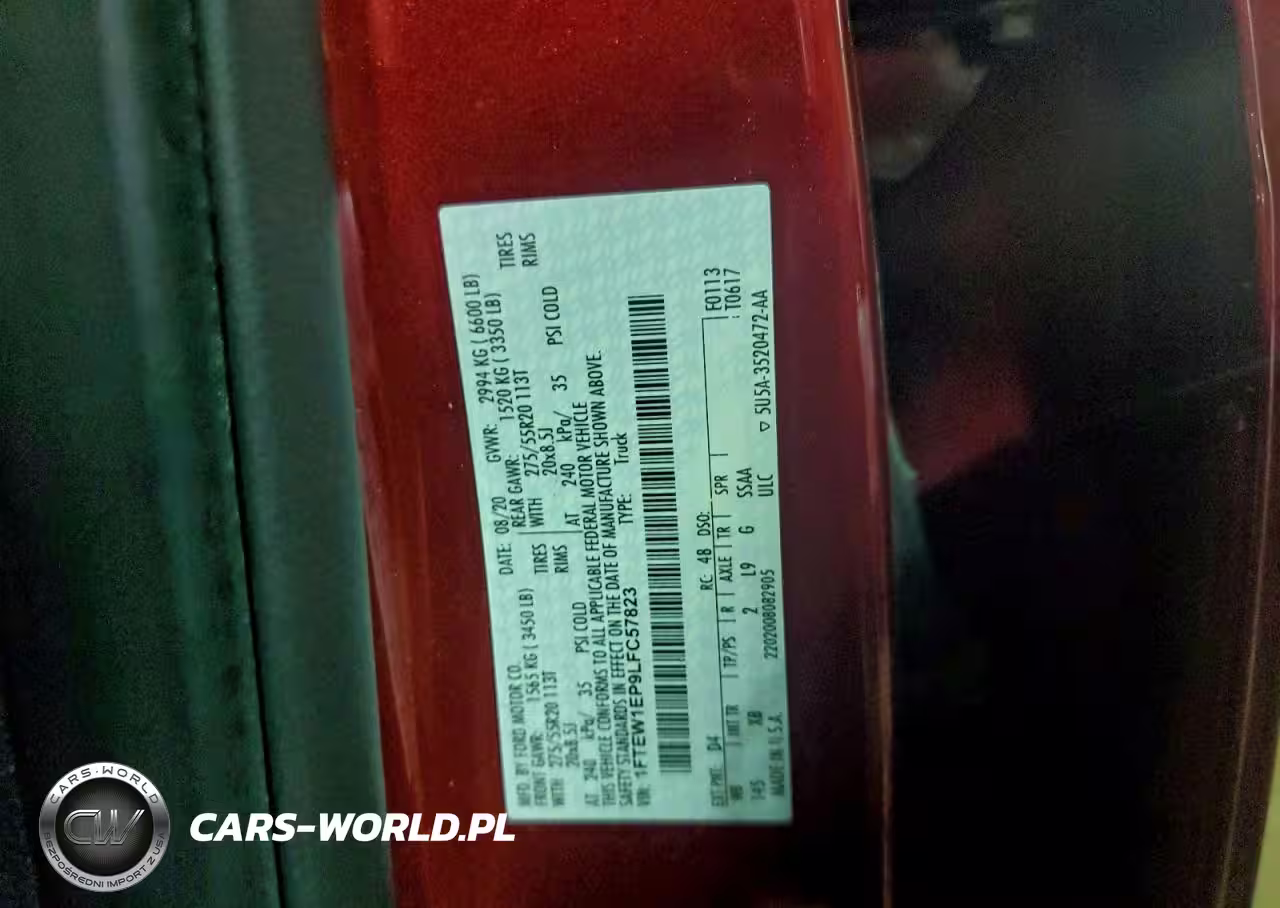 MFD. BY FORD MOTOR CO.
DATE: 08/20 GVWR: 2994 KG ( 6600 LB)
FRONT GAWR: 1565 KG ( 3450 LB) REAR GAWR: 1520 KG ( 3350 LB)
WITH 275/55R20 113T TIRES WITH 275/55R20 113T TIRES
20x8.5J RIMS 20x8.5J RIMS
AT 240 kPa/ 35 PSI COLD AT 240 kPa/ 35 PSI COLD
THIS VEHICLE CONFORMS TO ALL APPLICABLE FEDERAL MOTOR VEHICLE
SAFETY STANDARDS IN EFFECT ON THE DATE OF MANUFACTURE SHOWN ABOVE.
VIN: 1FTEW1EP9LFC57823 TYPE: Truck
F0113
T0617
EXT PNT: D4 RC: 48 DSO:
WB INT TR TP/PS R AXLE TR SPR
145 XB 2 L9 G SSAA
MADE IN U.S.A. 2202008082905 ULC
▽ 5U5A-3520472-AA
CARS-WORLD
CW
BEZPOŚREDNI IMPORT Z USA
CARS-WORLD.PL